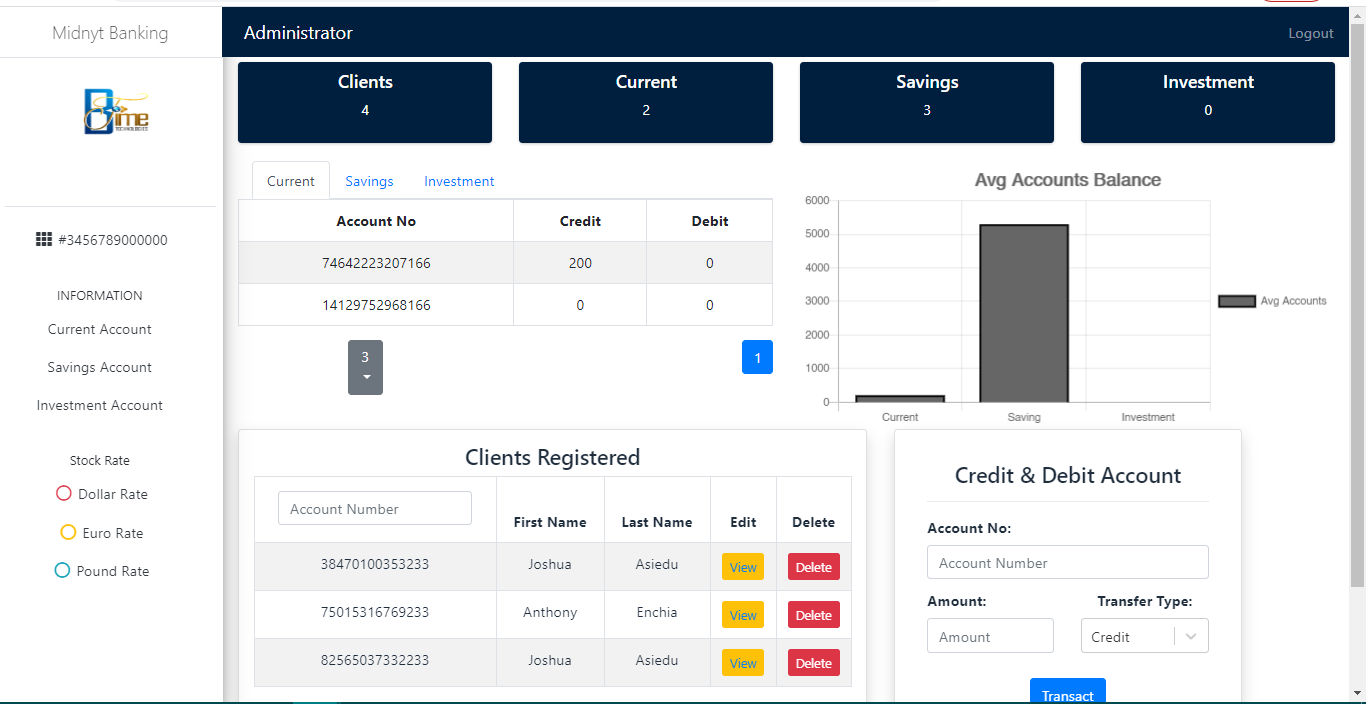 Midnyt Banking
Administrator
Logout
Clients
4
Current
2
Savings
3
Investment
0
ime
TECHNOLOGIES
#3456789000000
INFORMATION
Current Account
Savings Account
Investment Account
Stock Rate
Dollar Rate
Euro Rate
Pound Rate
Current Savings Investment
Account No Credit Debit
74642223207166 200 0
14129752968166 0 0
3
1
Avg Accounts Balance
6000
5000
4000
3000
2000
1000
0
Current Saving Investment
Avg Accounts
Clients Registered
Account Number First Name Last Name Edit Delete
38470100353233 Joshua Asiedu View Delete
75015316769233 Anthony Enchia View Delete
82565037332233 Joshua Asiedu View Delete
Credit & Debit Account
Account No:
Account Number
Amount: Transfer Type:
Amount Credit
Transact